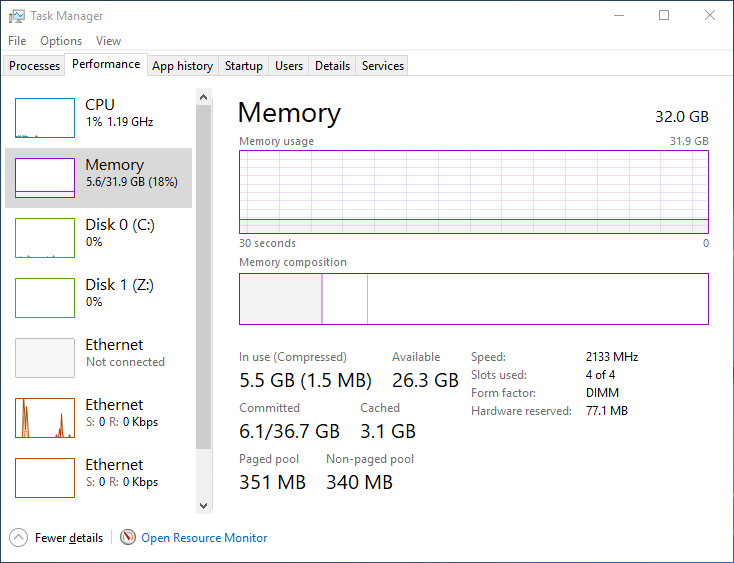 Task Manager
File Options View
Processes Performance App history Startup Users Details Services
CPU
1% 1.19 GHz
Memory
5.6/31.9 GB (18%)
Disk 0 (C:)
0%
Disk 1 (Z:)
0%
Ethernet
Not connected
Ethernet
S: 0 R: 0 Kbps
Ethernet
S: 0 R: 0 Kbps
Memory 32.0 GB
Memory usage 31.9 GB
30 seconds 0
Memory composition
In use (Compressed) Available
5.5 GB (1.5 MB) 26.3 GB
Committed Cached
6.1/36.7 GB 3.1 GB
Paged pool Non-paged pool
351 MB 340 MB
Speed: 2133 MHz
Slots used: 4 of 4
Form factor: DIMM
Hardware reserved: 77.1 MB
Fewer details Open Resource Monitor